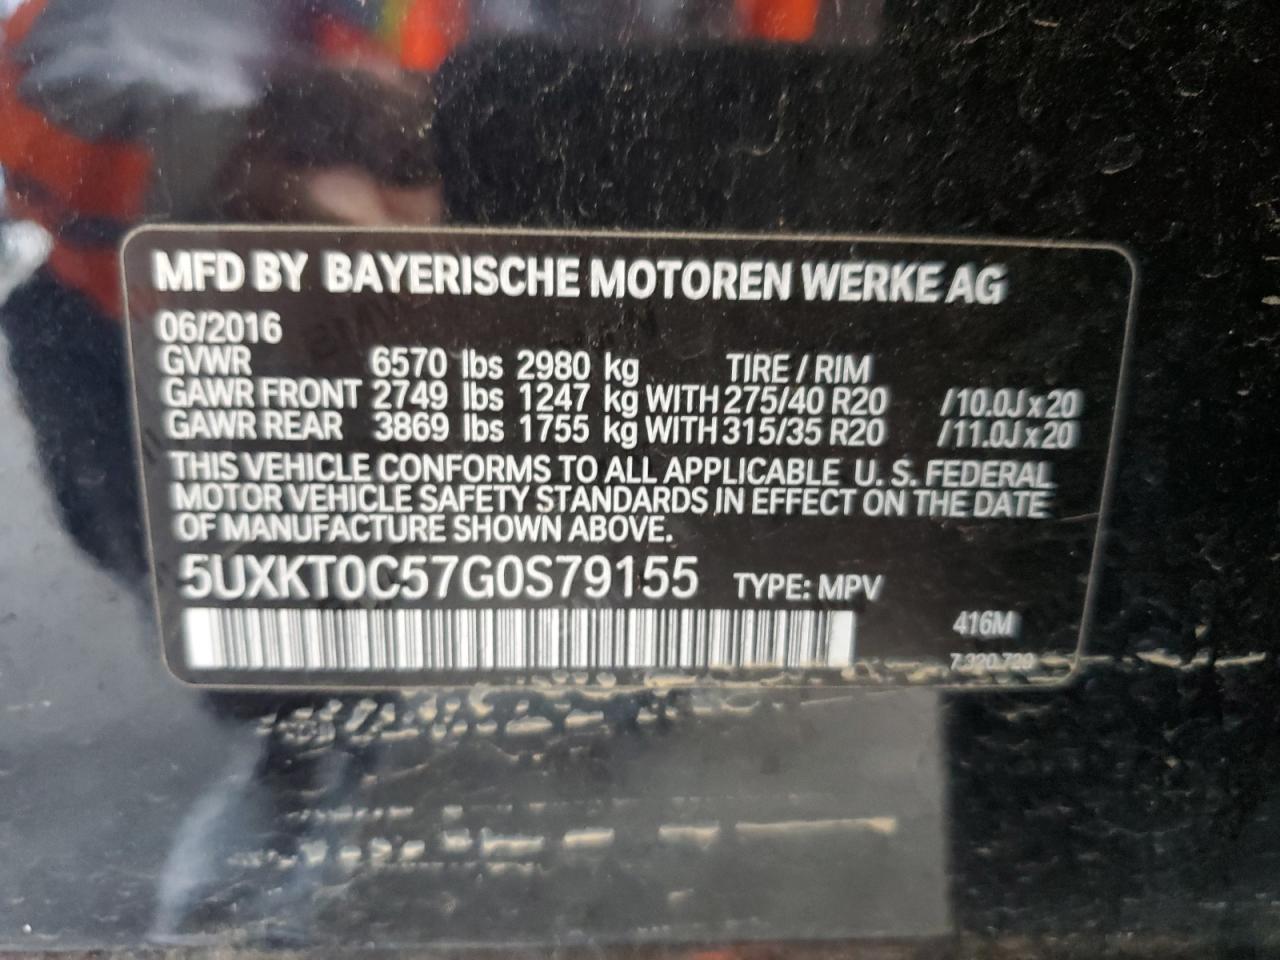 MFD BY BAYERISCHE MOTOREN WERKE AG
06/2016
GVWR 6570 lbs 2980 kg TIRE / RIM
GAWR FRONT 2749 lbs 1247 kg WITH 275/40 R20 /10.0J x 20
GAWR REAR 3869 lbs 1755 kg WITH 315/35 R20 /11.0J x 20
THIS VEHICLE CONFORMS TO ALL APPLICABLE U. S. FEDERAL
MOTOR VEHICLE SAFETY STANDARDS IN EFFECT ON THE DATE
OF MANUFACTURE SHOWN ABOVE.
5UXKT0C57G0S79155 TYPE: MPV
416M
7.320.720